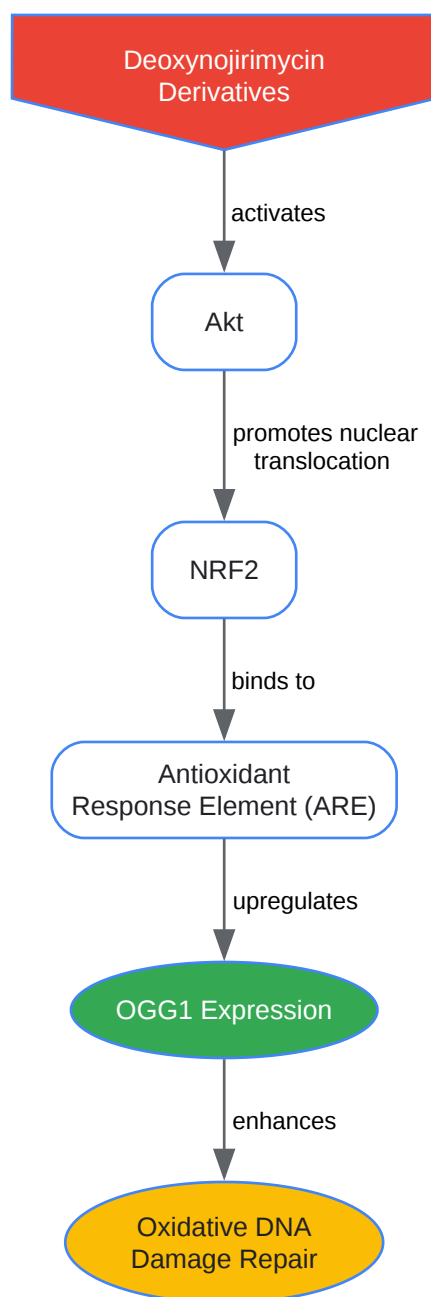 Deoxynojirimycin
Derivatives
activates
Akt
promotes nuclear
translocation
NRF2
binds to
Antioxidant
Response Element (ARE)
upregulates
OGG1 Expression
enhances
Oxidative DNA
Damage Repair